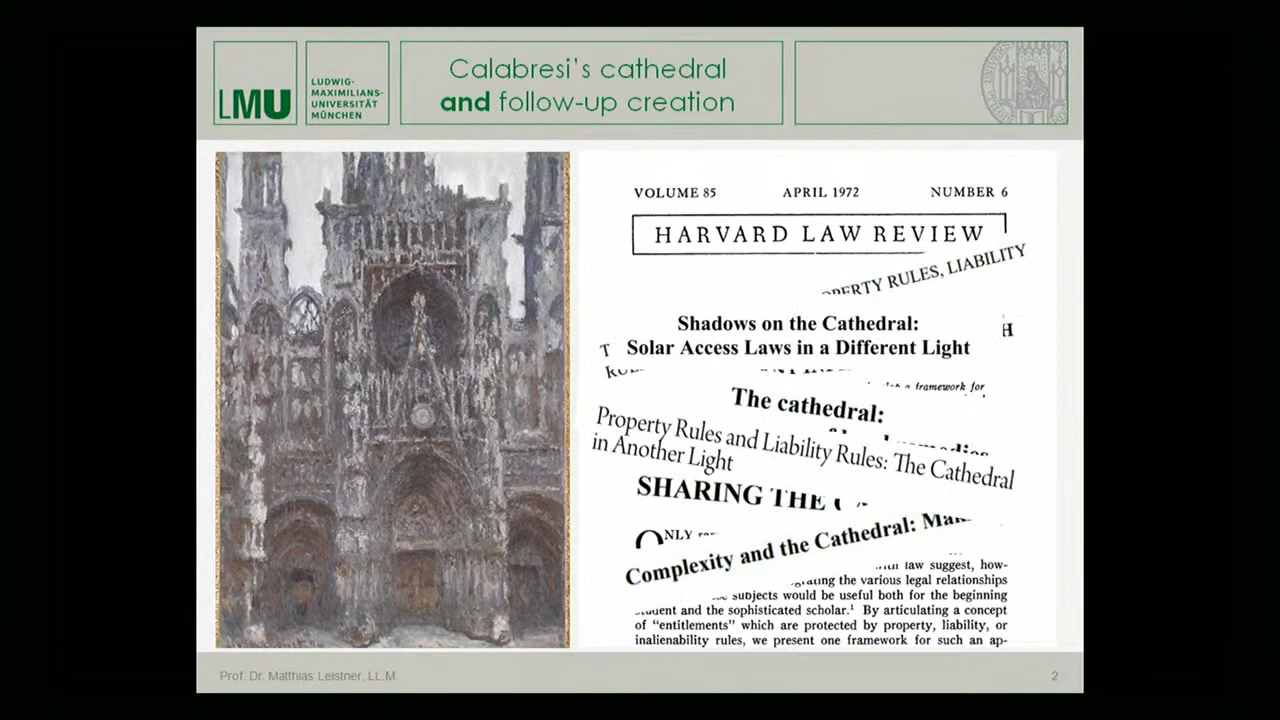 LMU
LUDWIG-
MAXIMILIANS-
UNIVERSITÄT
MÜNCHEN
Calabresi's cathedral
and follow-up creation
VOLUME 85 APRIL 1972 NUMBER 6
HARVARD LAW REVIEW
RULES, LIABILITY
Shadows on the Cathedral:
Solar Access Laws in a Different Light
a framework for
The cathedral:
Property Rules and Liability Rules: The Cathedral
in Another Light
SHARING THE
ONLY
Complexity and the Cathedral:
law suggest, how-
the various legal relationships
subjects would be useful both for the beginning
student and the sophisticated scholar.¹ By articulating a concept
of "entitlements" which are protected by property, liability, or
inalienability rules, we present one framework for such an ap-
Prof. Dr. Matthias Leistner, LL.M.
2